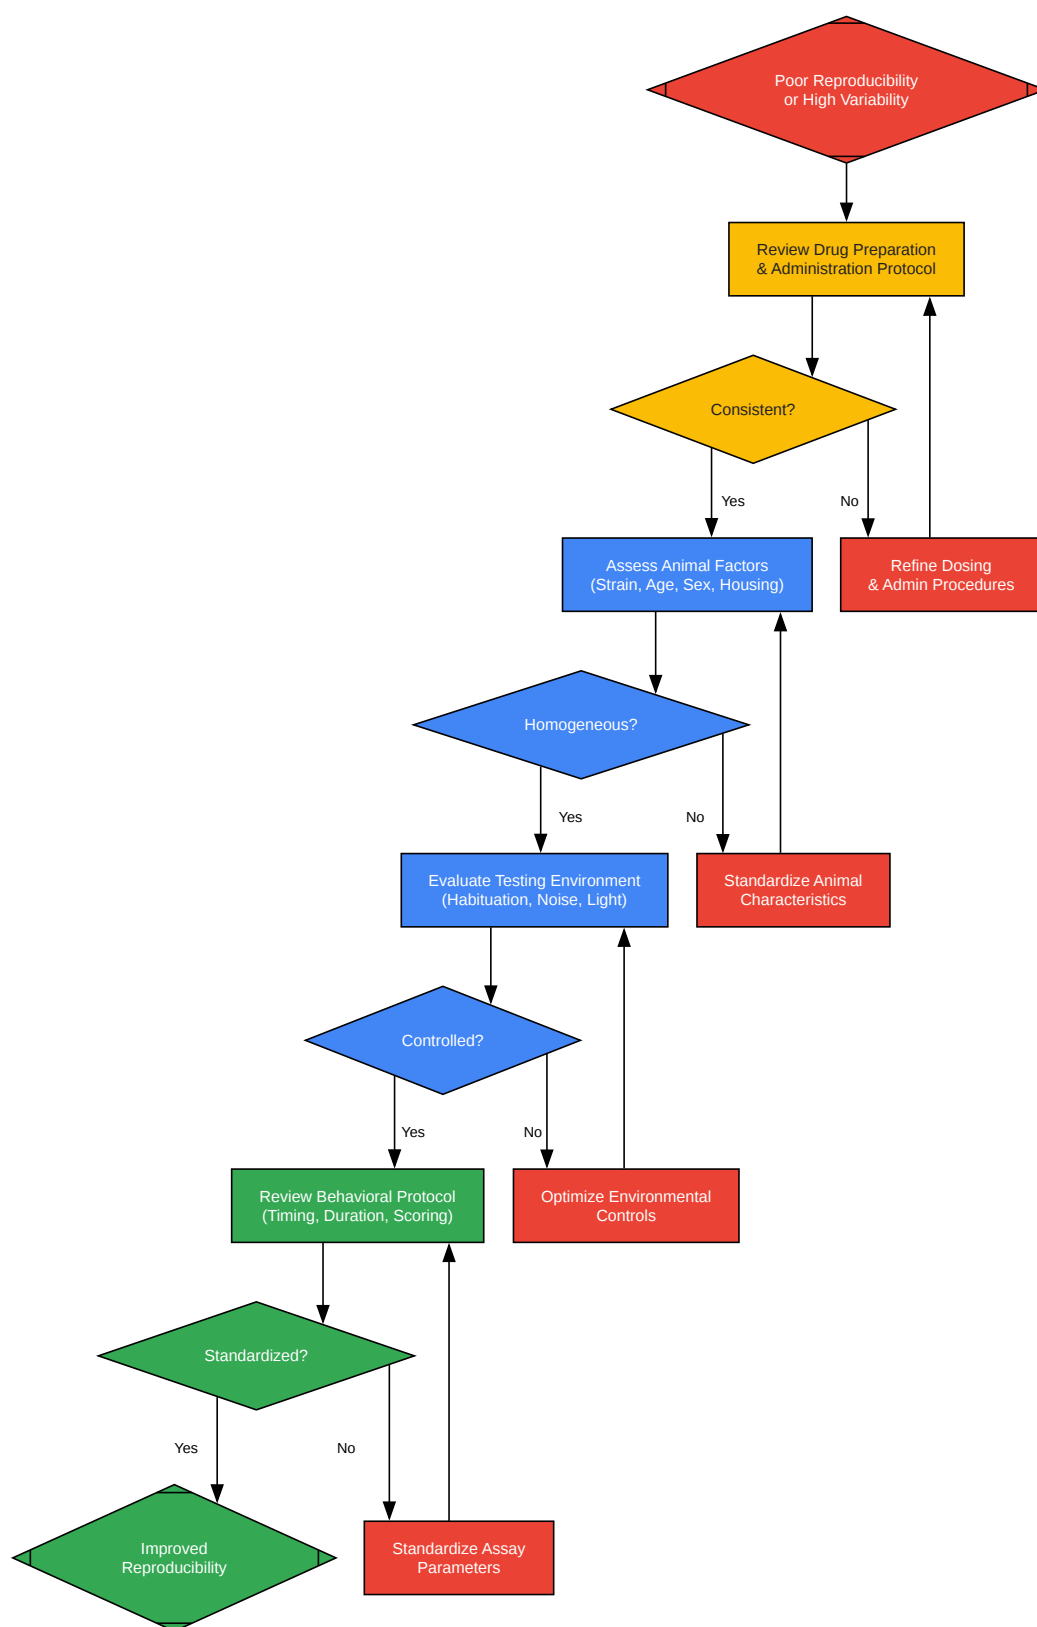 Poor Reproducibility
or High Variability
Review Drug Preparation
& Administration Protocol
Consistent?
Yes
No
Assess Animal Factors
(Strain, Age, Sex, Housing)
Refine Dosing
& Admin Procedures
Homogeneous?
Yes
No
Evaluate Testing Environment
(Habituation, Noise, Light)
Standardize Animal
Characteristics
Controlled?
Yes
No
Review Behavioral Protocol
(Timing, Duration, Scoring)
Optimize Environmental
Controls
Standardized?
Yes
No
Improved
Reproducibility
Standardize Assay
Parameters